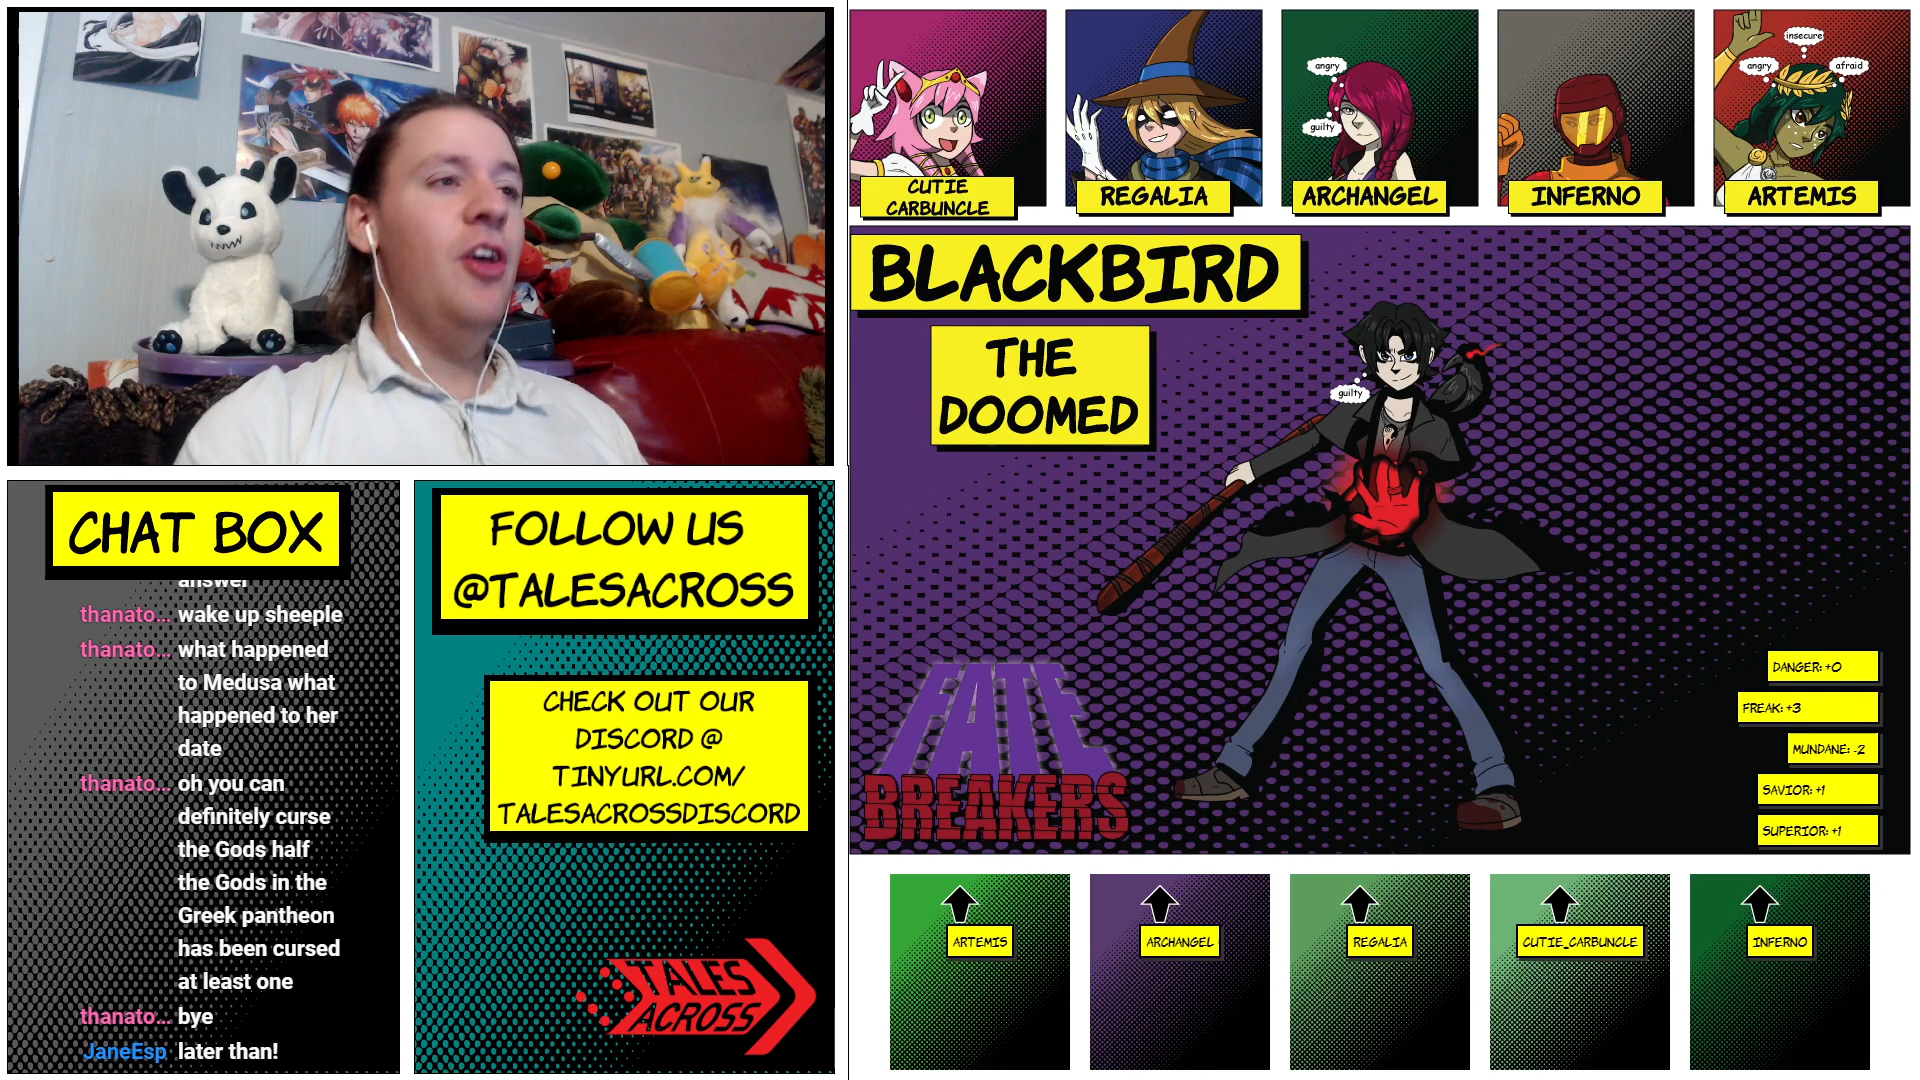 CUTIE
CARBUNCLE
REGALIA
angry
guilty
ARCHANGEL
INFERNO
insecure
angry
afraid
ARTEMIS
BLACKBIRD
THE
DOOMED
guilty
FATE
BREAKERS
DANGER: +0
FREAK: +3
MUNDANE: -2
SAVIOR: +1
SUPERIOR: +1
CHAT BOX
answer
thanato... wake up sheeple
thanato... what happened
to Medusa what
happened to her
date
thanato... oh you can
definitely curse
the Gods half
the Gods in the
Greek pantheon
has been cursed
at least one
thanato... bye
JaneEsp later than!
FOLLOW US
@TALESACROSS
CHECK OUT OUR
DISCORD @
TINYURL.COM/
TALESACROSSDISCORD
TALES
ACROSS
ARTEMIS
ARCHANGEL
REGALIA
CUTIE_CARBUNCLE
INFERNO